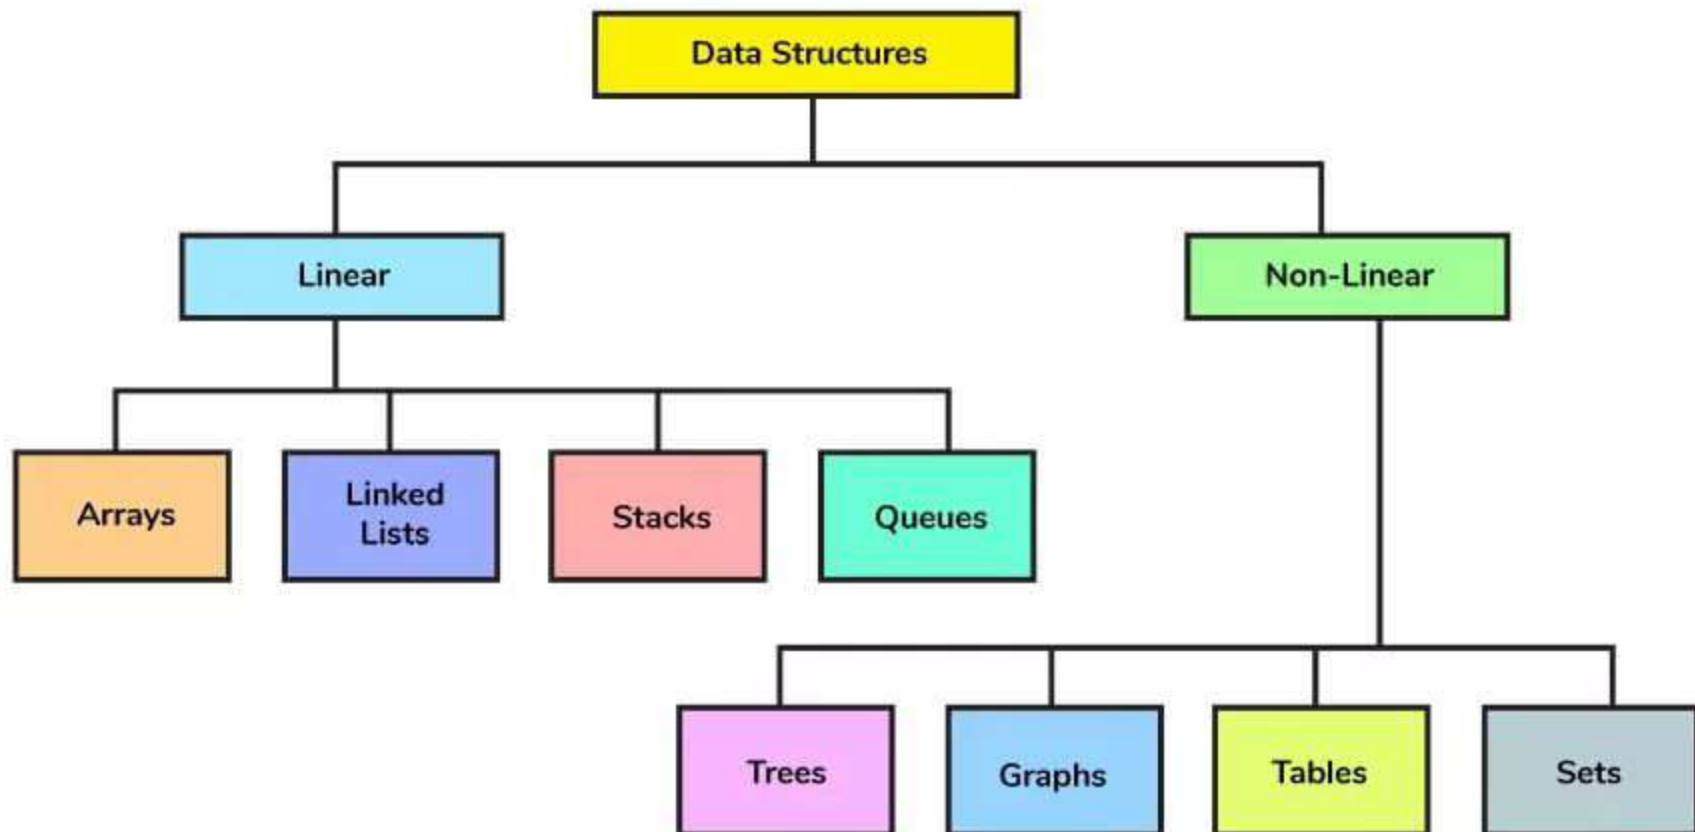 Data Structures
Linear
Non-Linear
Arrays
Linked
Lists
Stacks
Queues
Trees
Graphs
Tables
Sets